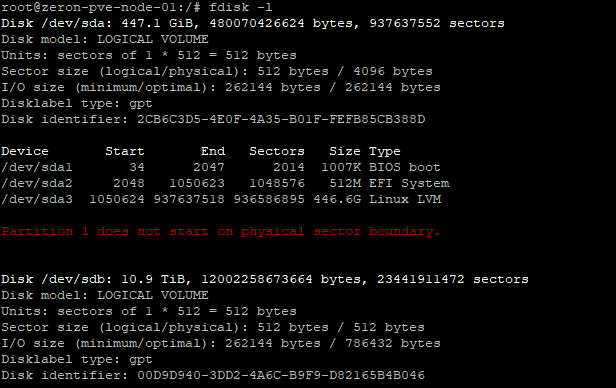 root@zeron-pve-node-01:/# fdisk -l
Disk /dev/sda: 447.1 GiB, 480070426624 bytes, 937637552 sectors
Disk model: LOGICAL VOLUME
Units: sectors of 1 * 512 = 512 bytes
Sector size (logical/physical): 512 bytes / 4096 bytes
I/O size (minimum/optimal): 262144 bytes / 262144 bytes
Disklabel type: gpt
Disk identifier: 2CB6C3D5-4E0F-4A35-B01F-FEFB85CB388D
Device Start End Sectors Size Type
/dev/sda1 34 2047 2014 1007K BIOS boot
/dev/sda2 2048 1050623 1048576 512M EFI System
/dev/sda3 1050624 937637518 936586895 446.6G Linux LVM
Partition 1 does not start on physical sector boundary.
Disk /dev/sdb: 10.9 TiB, 12002258673664 bytes, 23441911472 sectors
Disk model: LOGICAL VOLUME
Units: sectors of 1 * 512 = 512 bytes
Sector size (logical/physical): 512 bytes / 512 bytes
I/O size (minimum/optimal): 262144 bytes / 786432 bytes
Disklabel type: gpt
Disk identifier: 00D9D940-3DD2-4A6C-B9F9-D82165B4B046